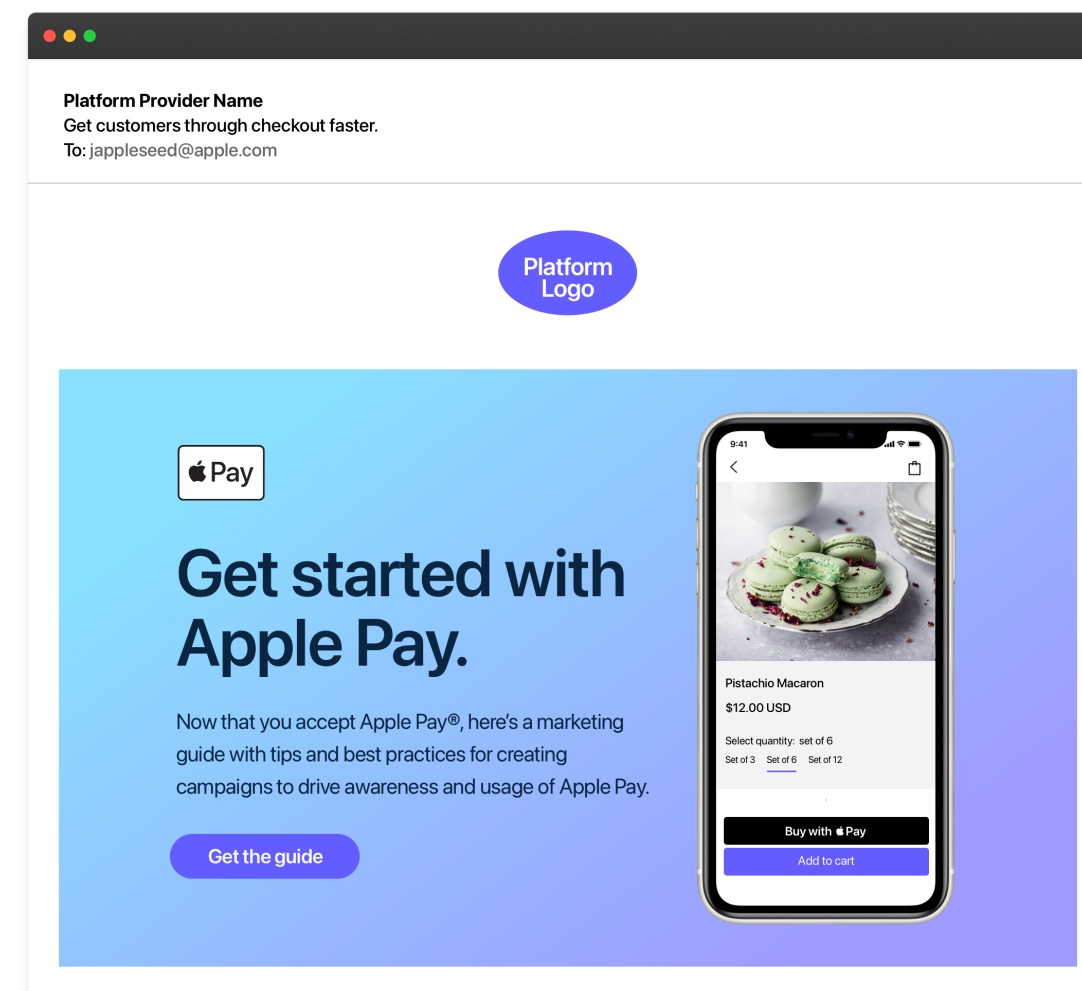 Platform Provider Name
Get customers through checkout faster.
To: jappleseed@apple.com
Platform
Logo
Pay
Get started with
Apple Pay.
Now that you accept Apple Pay®, here’s a marketing
guide with tips and best practices for creating
campaigns to drive awareness and usage of Apple Pay.
Get the guide
9:41
Pistachio Macaron
$12.00 USD
Select quantity: set of 6
Set of 3 Set of 6 Set of 12
Buy with Pay
Add to cart